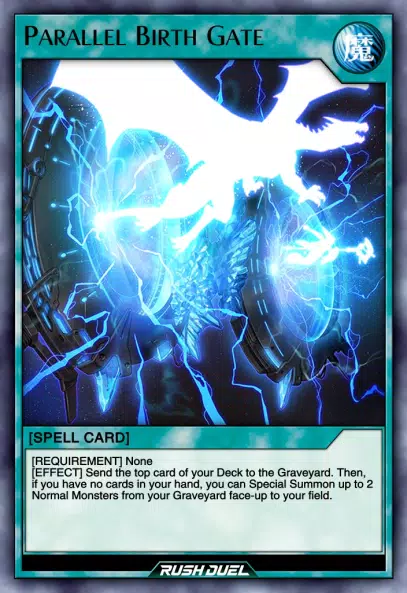 Parallel Birth Gate
魔
[SPELL CARD]
[REQUIREMENT] None
[EFFECT] Send the top card of your Deck to the Graveyard. Then,
if you have no cards in your hand, you can Special Summon up to 2
Normal Monsters from your Graveyard face-up to your field.
RUSH DUEL